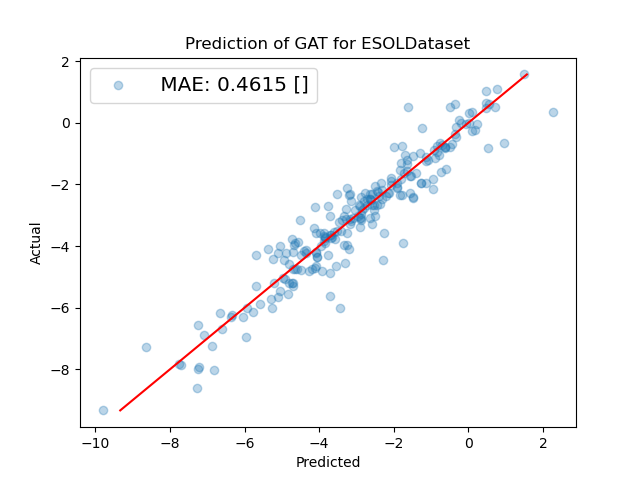 Prediction of GAT for ESOLDataset
MAE: 0.4615 []
Actual
2
0
−2
−4
−6
−8
−10 −8 −6 −4 −2 0 2
Predicted